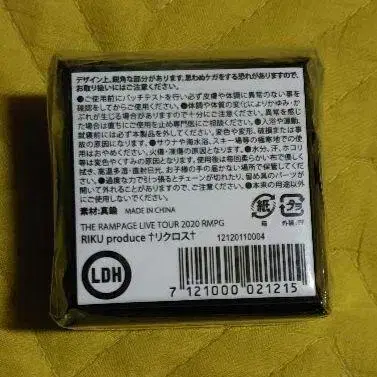 デザイン上、鋭角な部分があります。思わぬケガをする恐れがありますので、
お取り扱いにはご注意ください。
●ご使用前にパッチテストを行い必ず皮膚や体調に異常のない事を
確認をしてからご使用ください。●体調や体質の変化によりかゆみ・か
ぶれが生じる場合がありますので十分にご注意ください。異常を感じ
た場合は直ちにご使用を止め専門医にご相談ください。●入浴や運動、
就寝前には必ず本製品を外してください。変色や変形、破損または事
故の原因になります。●サウナや海水浴、スキー場等の極寒地での使
用はおやめください。火傷・凍傷の原因となります。●水分、汗、ホコリ
等は変色やくすみの原因となります。使用後は毎回柔らかい布で優しく
拭き、高温多湿・直射日光、お子様の手の届かない場所で保管してくだ
さい。●過度な力で引っ張るとチェーンが切れたり、留め具のパーツが
開いて外れることがありますのでご注意ください。●本来の用途以外
にご使用しないでください。
素材:真鍮 MADE IN CHINA
THE RAMPAGE LIVE TOUR 2020 RMPG
RIKU produce †リクロス† 12120110004
紙
箱
プラ
外装、PP
LDH
7 121000 021215